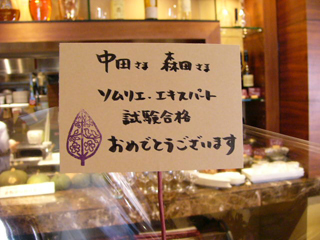 中田さま 森田さま
ソムリエ・エキスパート
試験合格
おめでとうございます